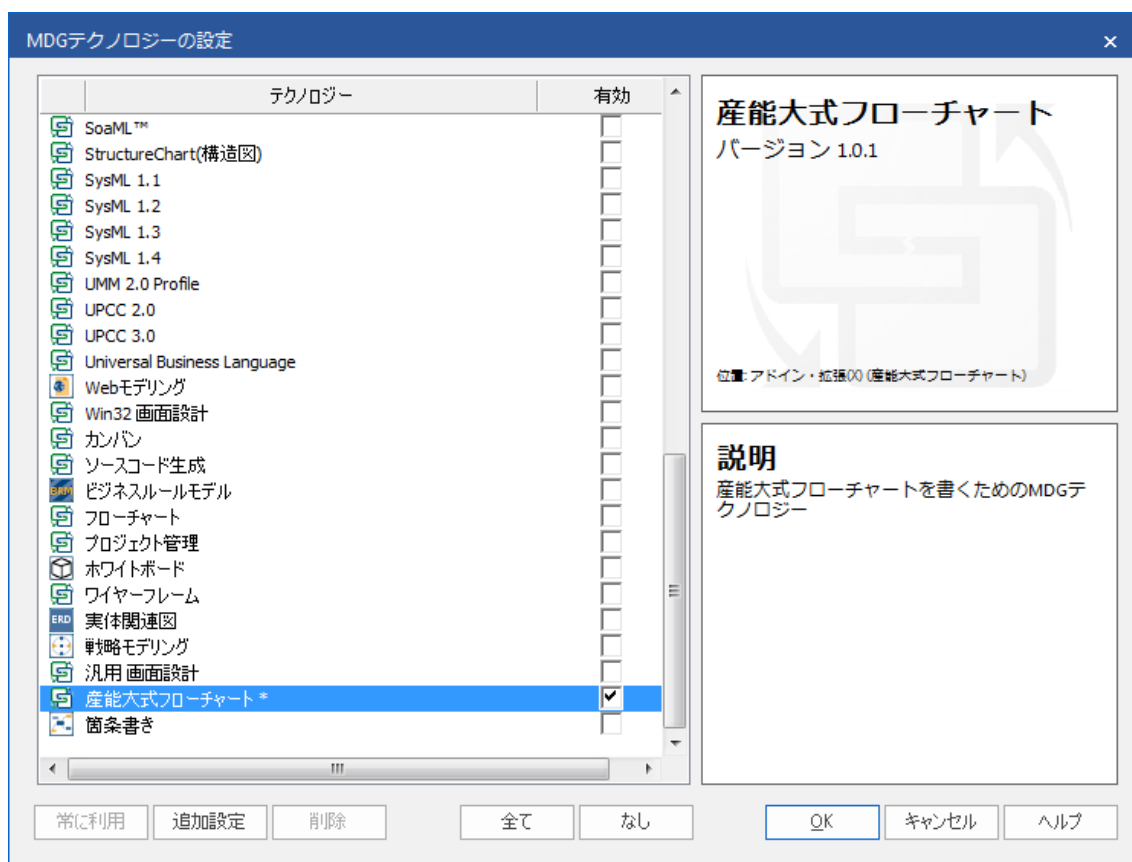 MDGテクノロジーの設定
テクノロジー 有効
SoaML™
StructureChart(構造図)
SysML 1.1
SysML 1.2
SysML 1.3
SysML 1.4
UMM 2.0 Profile
UPCC 2.0
UPCC 3.0
Universal Business Language
Webモデリング
Win32 画面設計
カンバン
ソースコード生成
BRM ビジネスルールモデル
フローチャート
プロジェクト管理
ホワイトボード
ワイヤーフレーム
ERD 実体関連図
戦略モデリング
汎用 画面設計
産能大式フローチャート *
箇条書き
産能大式フローチャート
バージョン 1.0.1
位置: アドイン・拡張(X) (産能大式フローチャート)
説明
産能大式フローチャートを書くためのMDGテ
クノロジー
常に利用 追加設定 削除 全て なし OK キャンセル ヘルプ